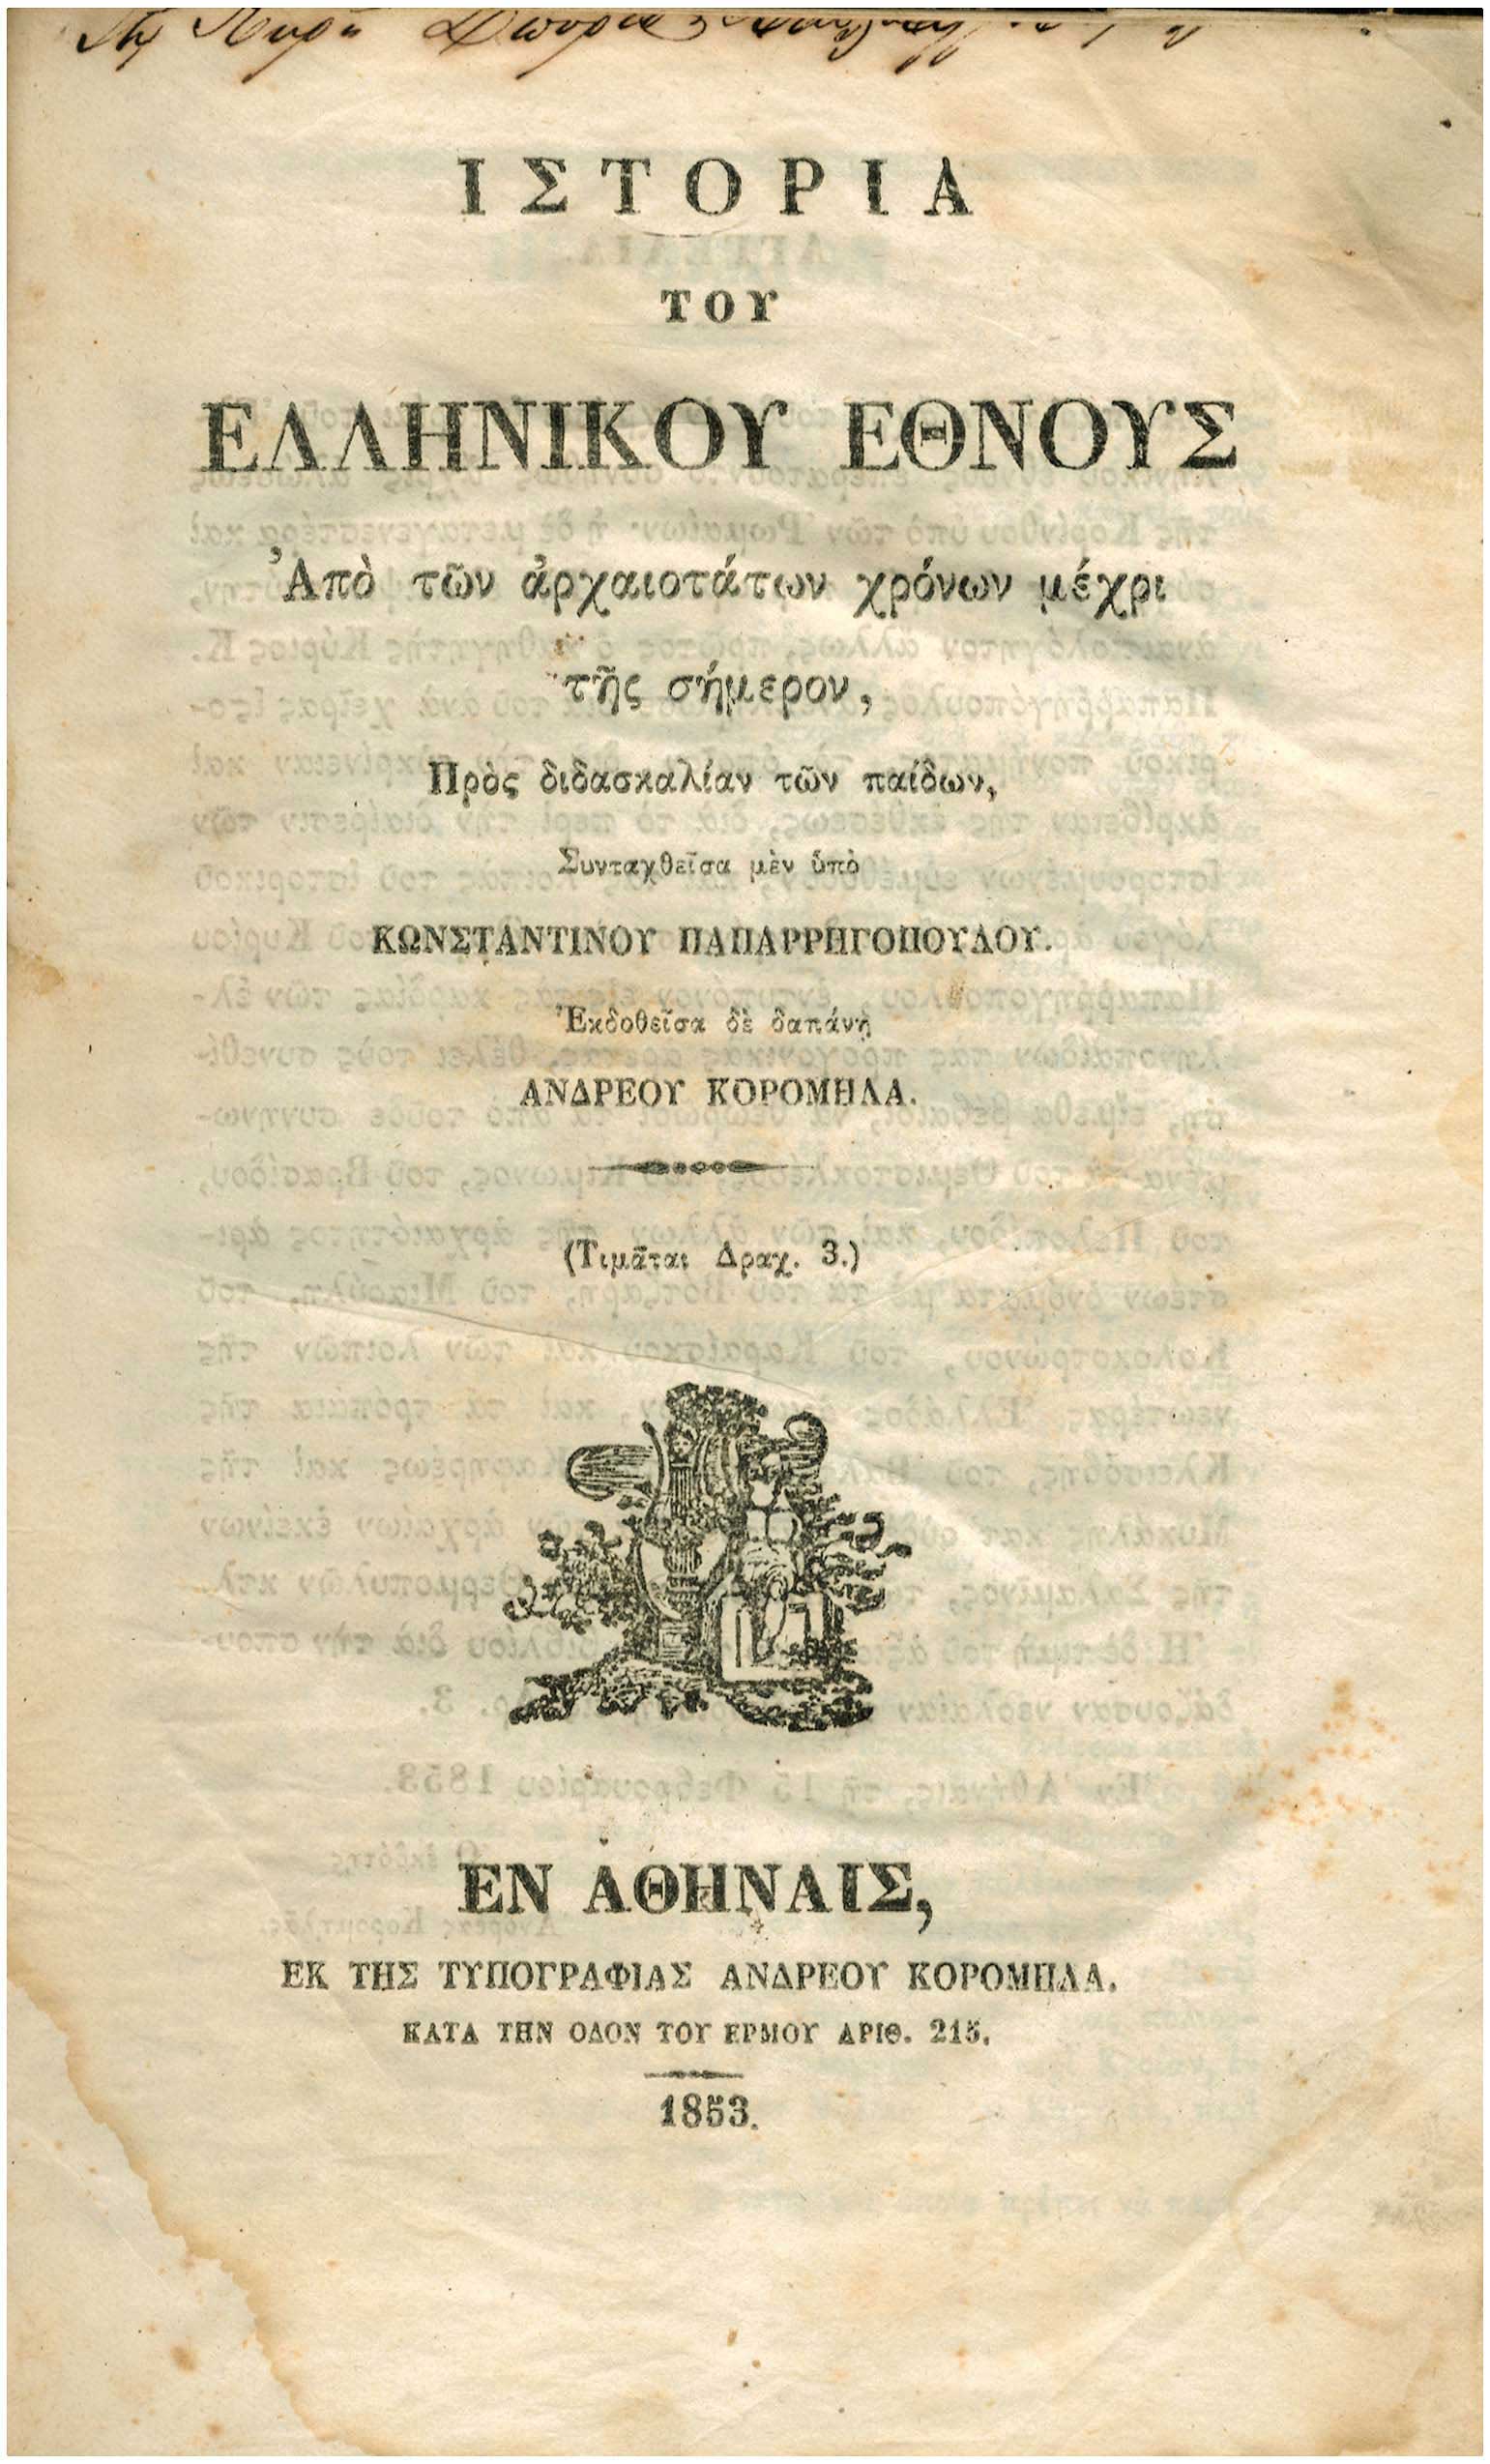 ΙΣΤΟΡΙΑ
ΤΟΥ
ΕΛΛΗΝΙΚΟΥ ΕΘΝΟΥΣ
Ἀπὸ τῶν ἀρχαιοτάτων χρόνων μέχρι
τῆς σήμερον,
Πρὸς διδασκαλίαν τῶν παίδων,
Συνταχθεῖσα μὲν ὑπὸ
ΚΩΝΣΤΑΝΤΙΝΟΥ ΠΑΠΑΡΡΗΓΟΠΟΥΛΟΥ.
Ἐκδοθεῖσα δὲ δαπάνῃ
ΑΝΔΡΕΟΥ ΚΟΡΟΜΗΛΑ.
(Τιμᾶται Δραχ. 3.)
ΕΝ ΑΘΗΝΑΙΣ,
ΕΚ ΤΗΣ ΤΥΠΟΓΡΑΦΙΑΣ ΑΝΔΡΕΟΥ ΚΟΡΟΜΗΛΑ.
ΚΑΤΑ ΤΗΝ ΟΔΟΝ ΤΟΥ ΕΡΜΟΥ ΑΡΙΘ. 215.
1853.